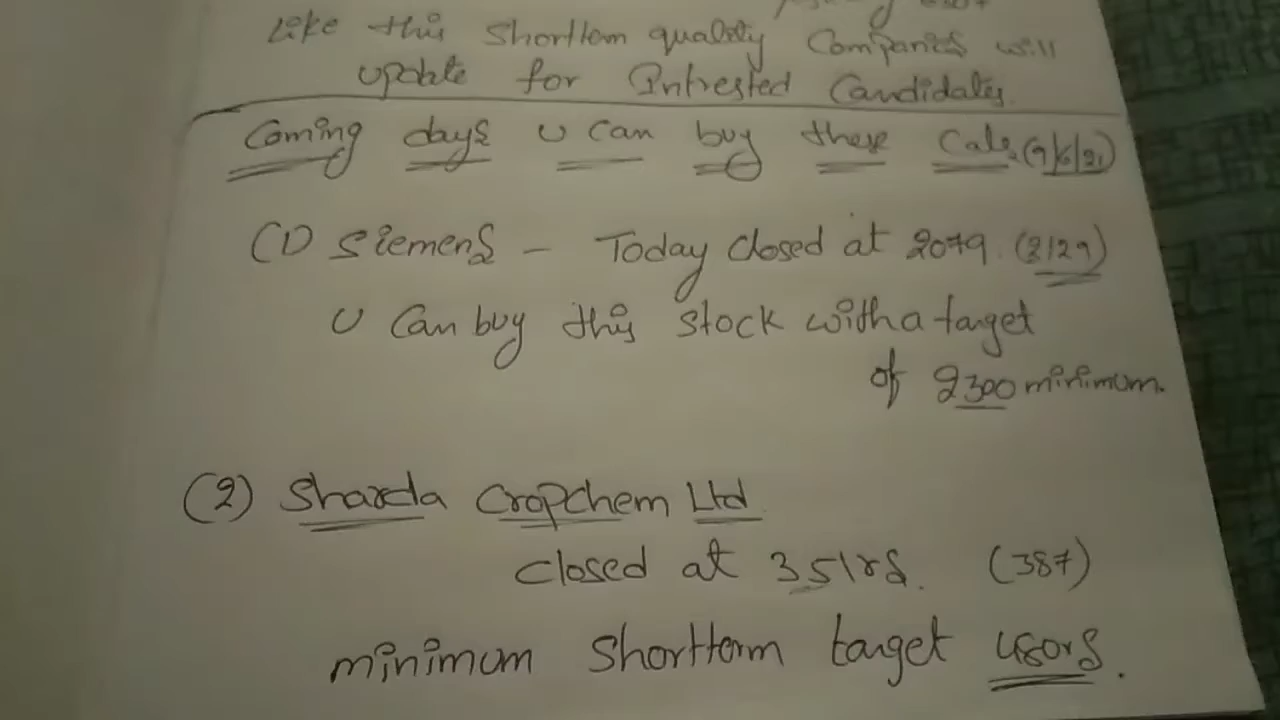 Like this Shortterm quality Companies will
update for Intrested Candidates.
Coming days U Can buy these Calls (9/6/21)
(1) Siemens - Today closed at 2079. (2129)
U Can buy this stock with a target
of 2300 minimum.
(2) Sharda Cropchem Ltd
closed at 351rs. (387)
minimum Shortterm target 480rs.